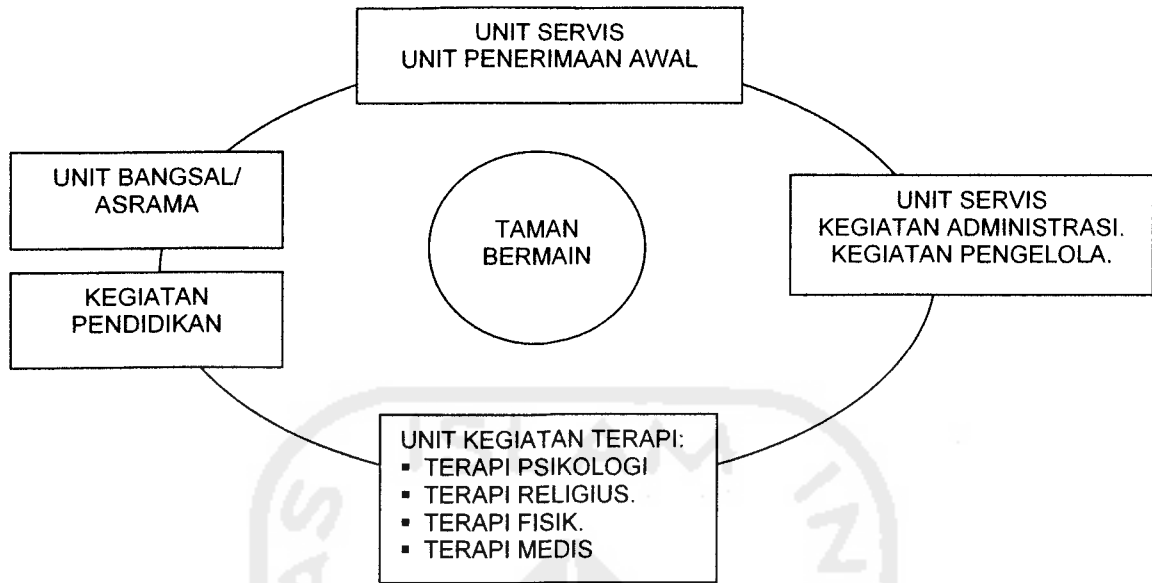 UNIT SERVIS
UNIT PENERIMAAN AWAL
UNIT BANGSAL/
ASRAMA
TAMAN
BERMAIN
UNIT SERVIS
KEGIATAN ADMINISTRASI.
KEGIATAN PENGELOLA.
KEGIATAN
PENDIDIKAN
UNIT KEGIATAN TERAPI:
▪ TERAPI PSIKOLOGI
▪ TERAPI RELIGIUS.
▪ TERAPI FISIK.
▪ TERAPI MEDIS